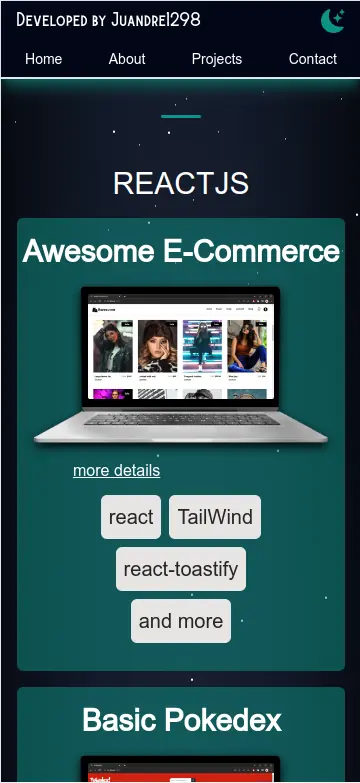 Developed by Juandre1298
Home About Projects Contact
REACTJS
Awesome E-Commerce
more details
react TailWind
react-toastify
and more
Basic Pokedex